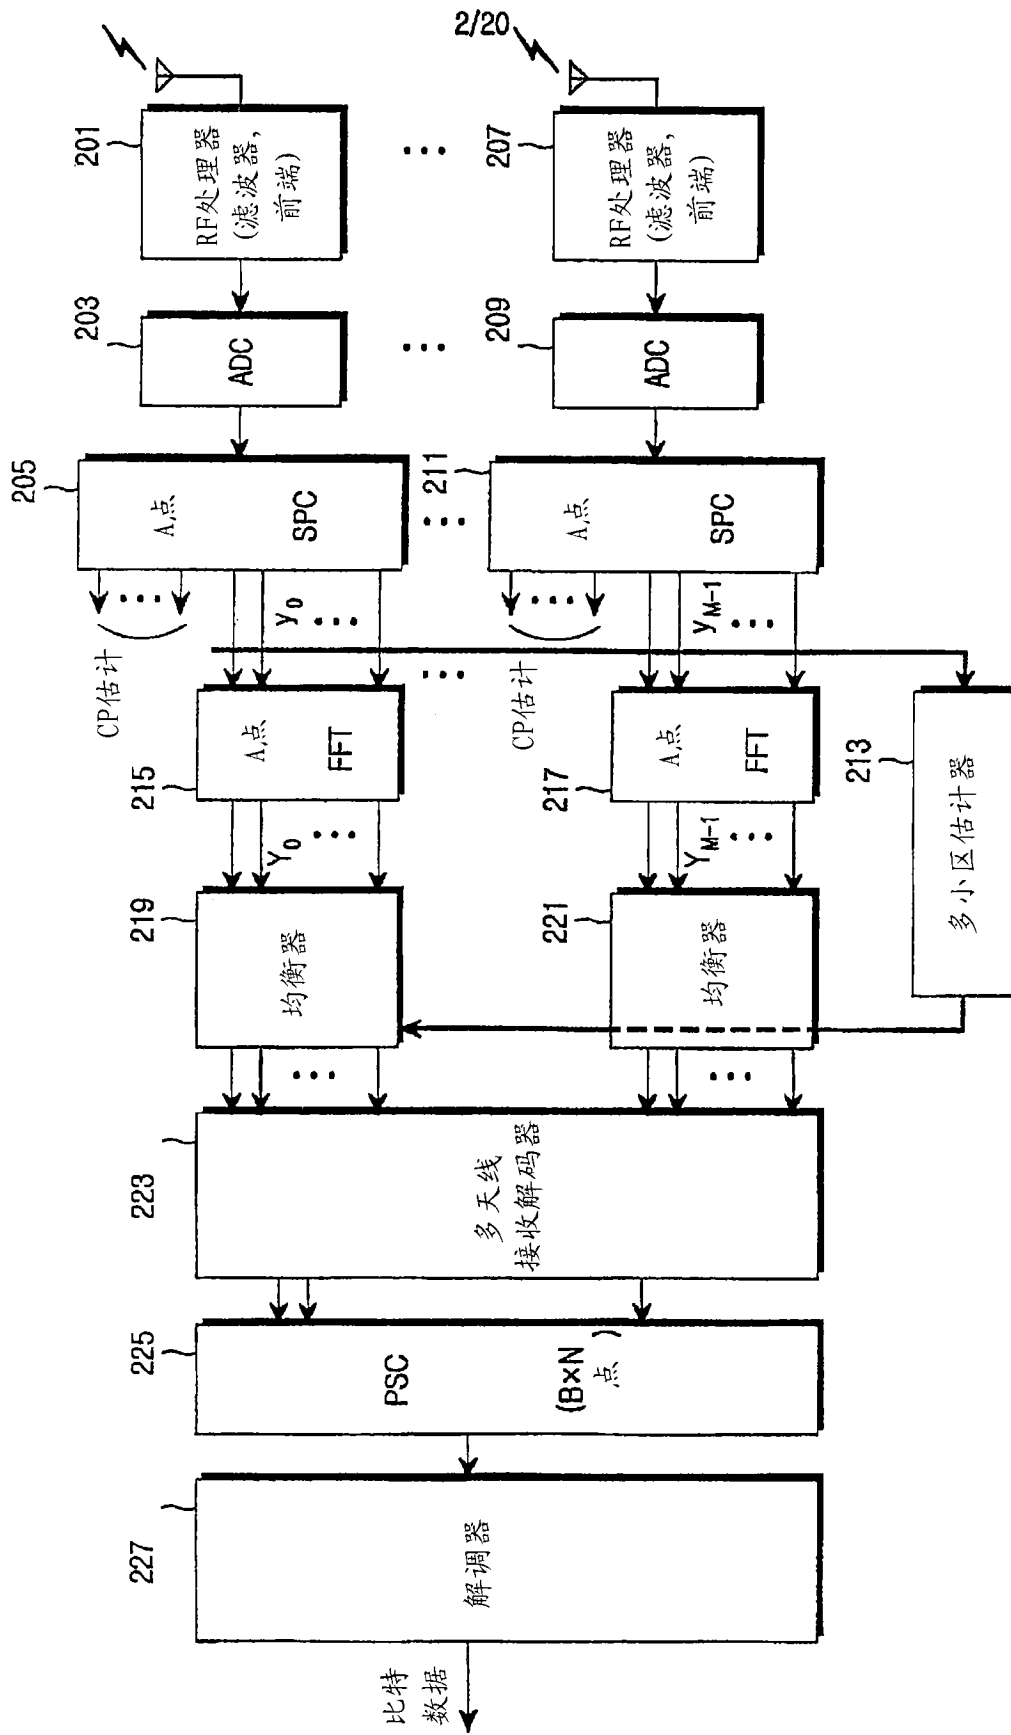 2/20
201
RF处理器
(滤波器,
前端)
...
207
RF处理器
(滤波器,
前端)
203
ADC
...
209
ADC
205
A点
SPC
...
211
A点
SPC
CP估计
...
y0
...
CP估计
...
yM-1
...
...
215
A点
FFT
217
A点
FFT
213
多小区估计器
Y0
...
YM-1
...
219
均衡器
221
均衡器
...
...
223
多天线
接收解码器
225
PSC
(B×N
点)
227
解调器
比特
数据